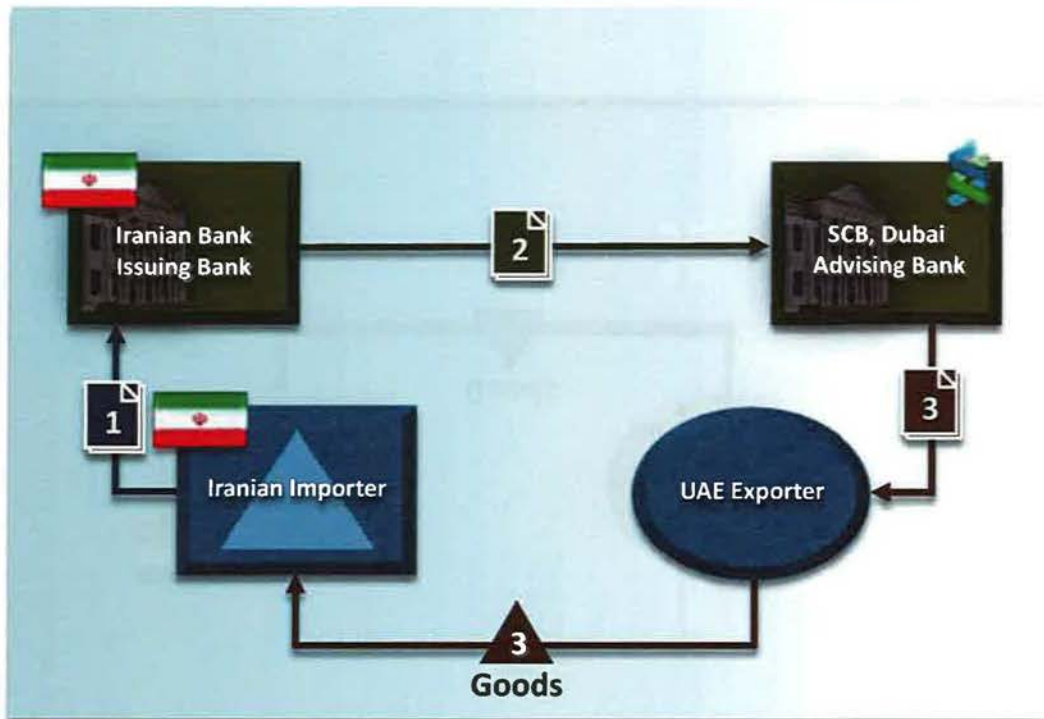 Iranian Bank
Issuing Bank
2
SCB, Dubai
Advising Bank
1
3
Iranian Importer
UAE Exporter
3
Goods